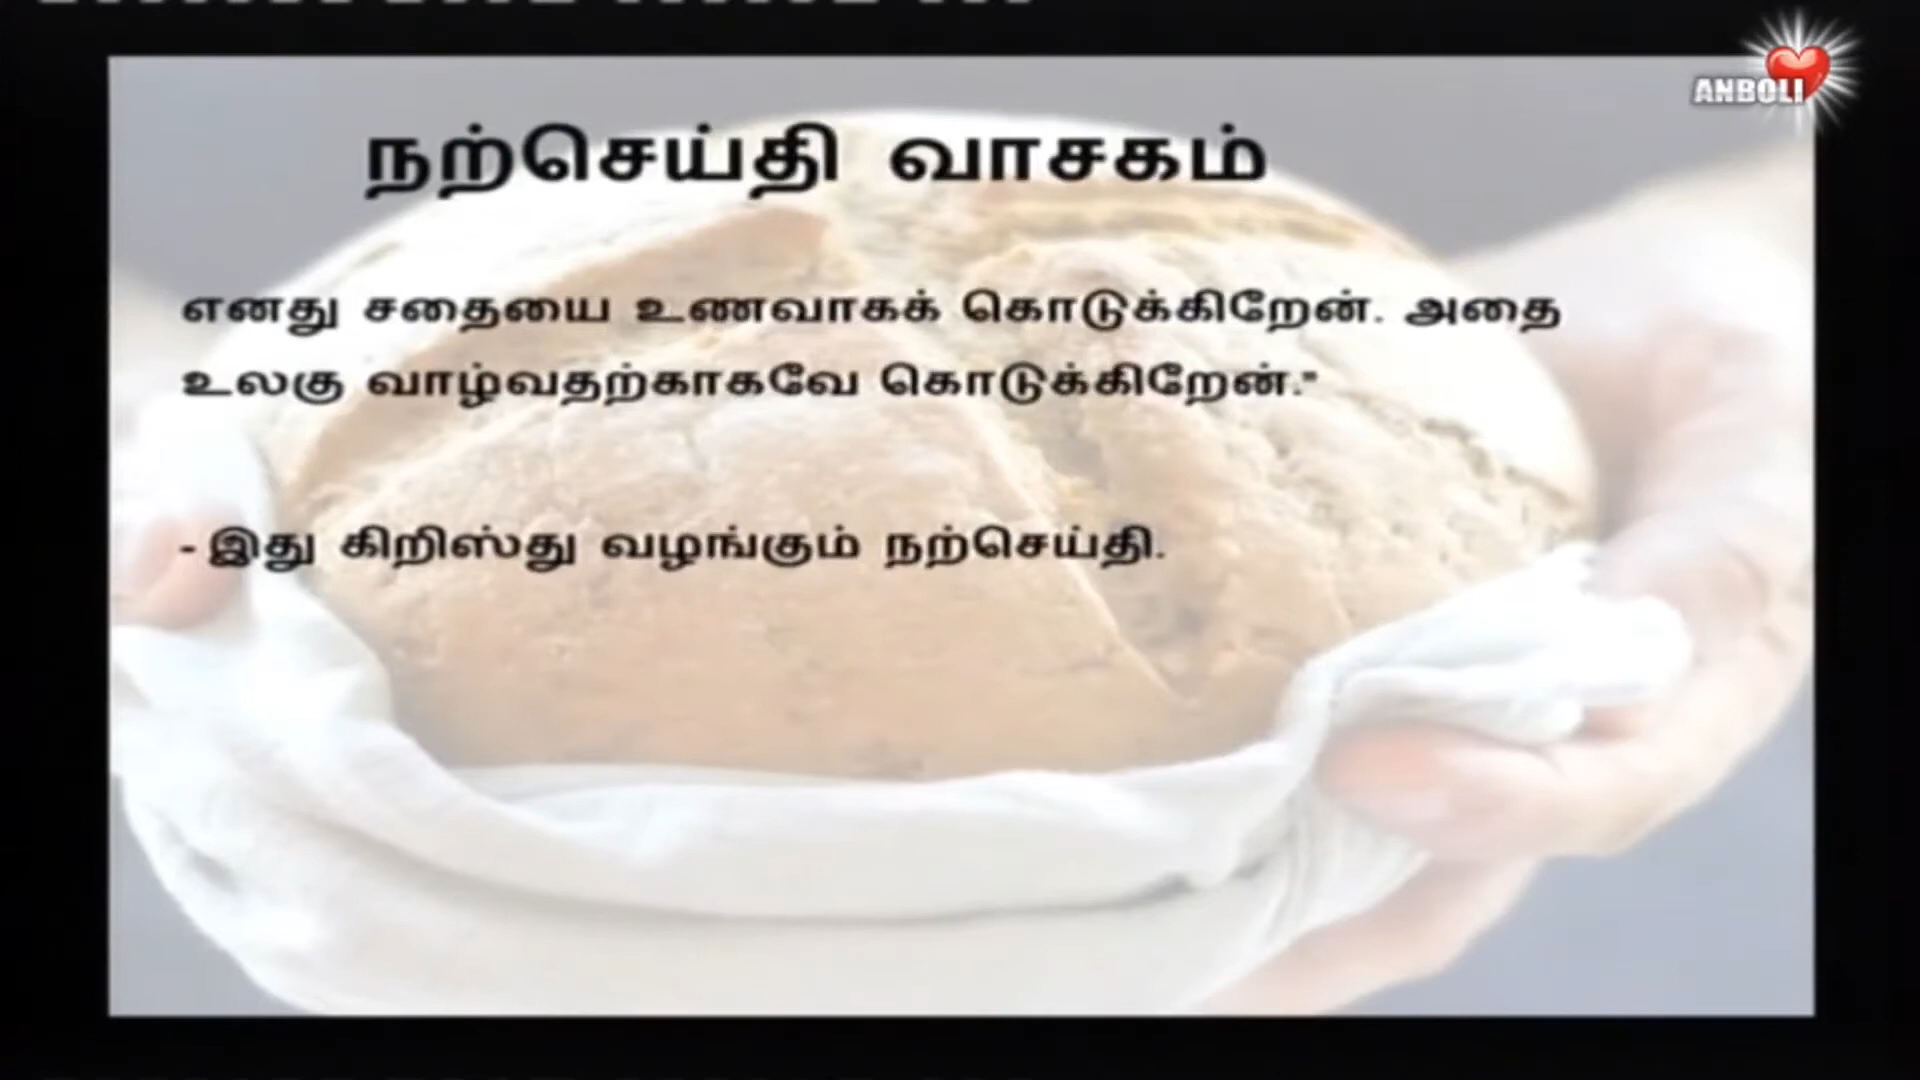 ANBOLI
நற்செய்தி வாசகம்
எனது சதையை உணவாகக் கொடுக்கிறேன். அதை
உலகு வாழ்வதற்காகவே கொடுக்கிறேன்."
- இது கிறிஸ்து வழங்கும் நற்செய்தி.